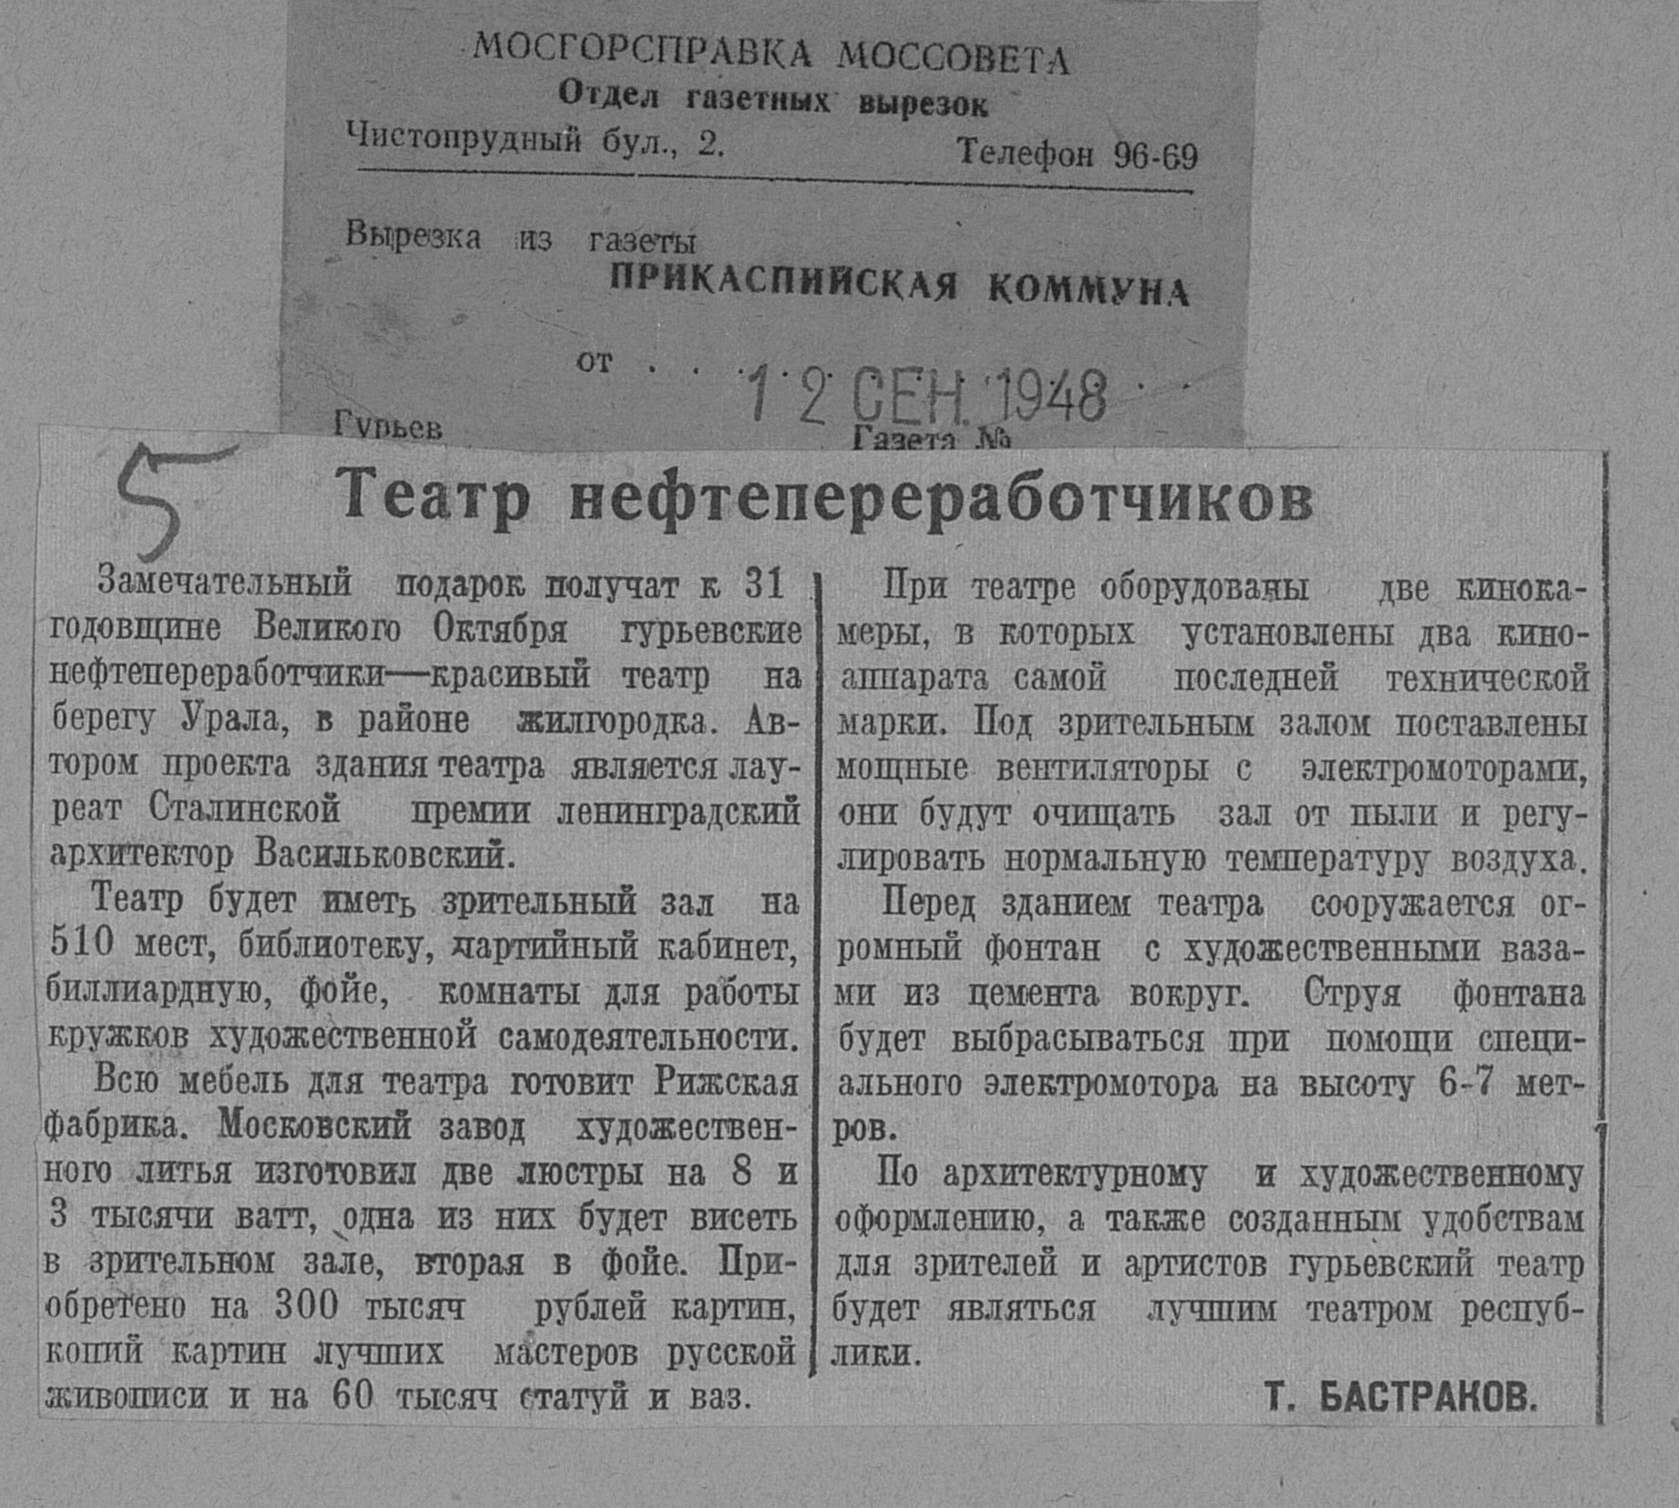 МОСГОРСПРАВКА МОССОВЕТА
Отдел газетных вырезок
Чистопрудный бул., 2. Телефон 96-69
Вырезка из газеты
ПРИКАСПИЙСКАЯ КОММУНА
от . . . 12 СЕН. 1948 . .
Гурьев Газета №
5
Театр нефтепереработчиков
Замечательный подарок получат к 31
годовщине Великого Октября гурьевские
нефтепереработчики—красивый театр на
берегу Урала, в районе жилгородка. Ав-
тором проекта здания театра является лау-
реат Сталинской премии ленинградский
архитектор Васильковский.
Театр будет иметь зрительный зал на
510 мест, библиотеку, партийный кабинет,
биллиардную, фойе, комнаты для работы
кружков художественной самодеятельности.
Всю мебель для театра готовит Рижская
фабрика. Московский завод художествен-
ного литья изготовил две люстры на 8 и
3 тысячи ватт, одна из них будет висеть
в зрительном зале, вторая в фойе. При-
обретено на 300 тысяч рублей картин,
копий картин лучших мастеров русской
живописи и на 60 тысяч статуй и ваз.
При театре оборудованы две кинока-
меры, в которых установлены два кино-
аппарата самой последней технической
марки. Под зрительным залом поставлены
мощные вентиляторы с электромоторами,
они будут очищать зал от пыли и регу-
лировать нормальную температуру воздуха.
Перед зданием театра сооружается ог-
ромный фонтан с художественными ваза-
ми из цемента вокруг. Струя фонтана
будет выбрасываться при помощи специ-
ального электромотора на высоту 6-7 мет-
ров.
По архитектурному и художественному
оформлению, а также созданным удобствам
для зрителей и артистов гурьевский театр
будет являться лучшим театром респуб-
лики.
Т. БАСТРАКОВ.